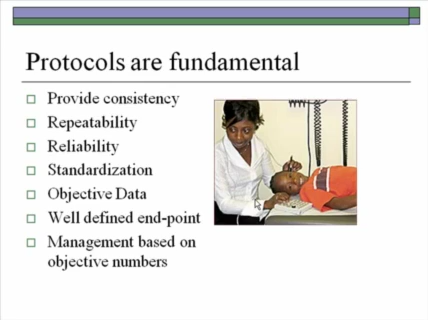 Protocols are fundamental
Provide consistency
Repeatability
Reliability
Standardization
Objective Data
Well defined end-point
Management based on
objective numbers